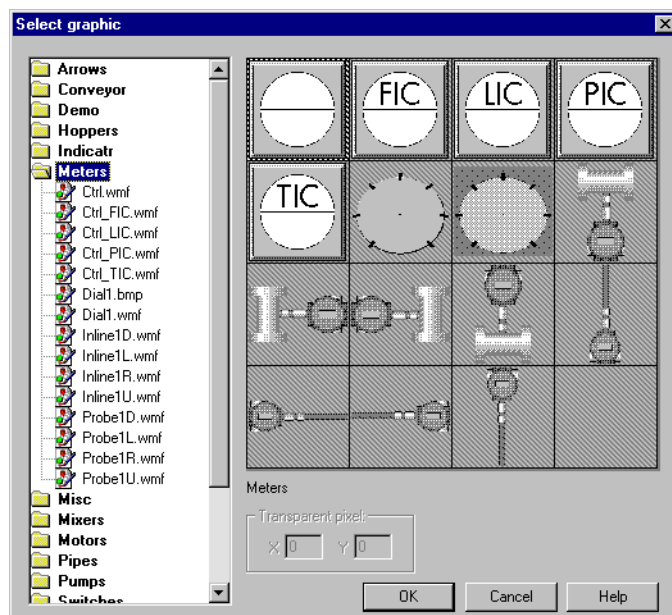 Select graphic
Arrows
Conveyor
Demo
Hoppers
Indicatr
Meters
Ctrl.wmf
Ctrl_FIC.wmf
Ctrl_LIC.wmf
Ctrl_PIC.wmf
Ctrl_TIC.wmf
Dial1.bmp
Dial1.wmf
Inline1D.wmf
Inline1L.wmf
Inline1R.wmf
Inline1U.wmf
Probe1D.wmf
Probe1L.wmf
Probe1R.wmf
Probe1U.wmf
Misc
Mixers
Motors
Pipes
Pumps
Switches
FIC LIC PIC
TIC
Meters
Transparent pixel:
X 0 Y 0
OK Cancel Help